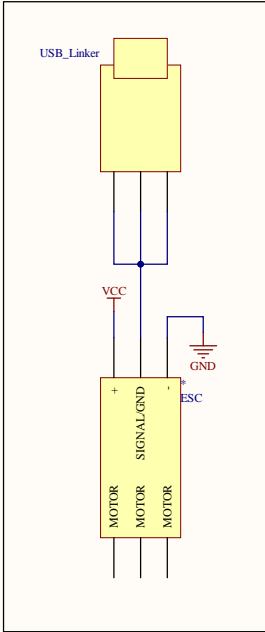 USB_Linker
VCC
GND
*
ESC
+
SIGNAL/GND
-
MOTOR
MOTOR
MOTOR